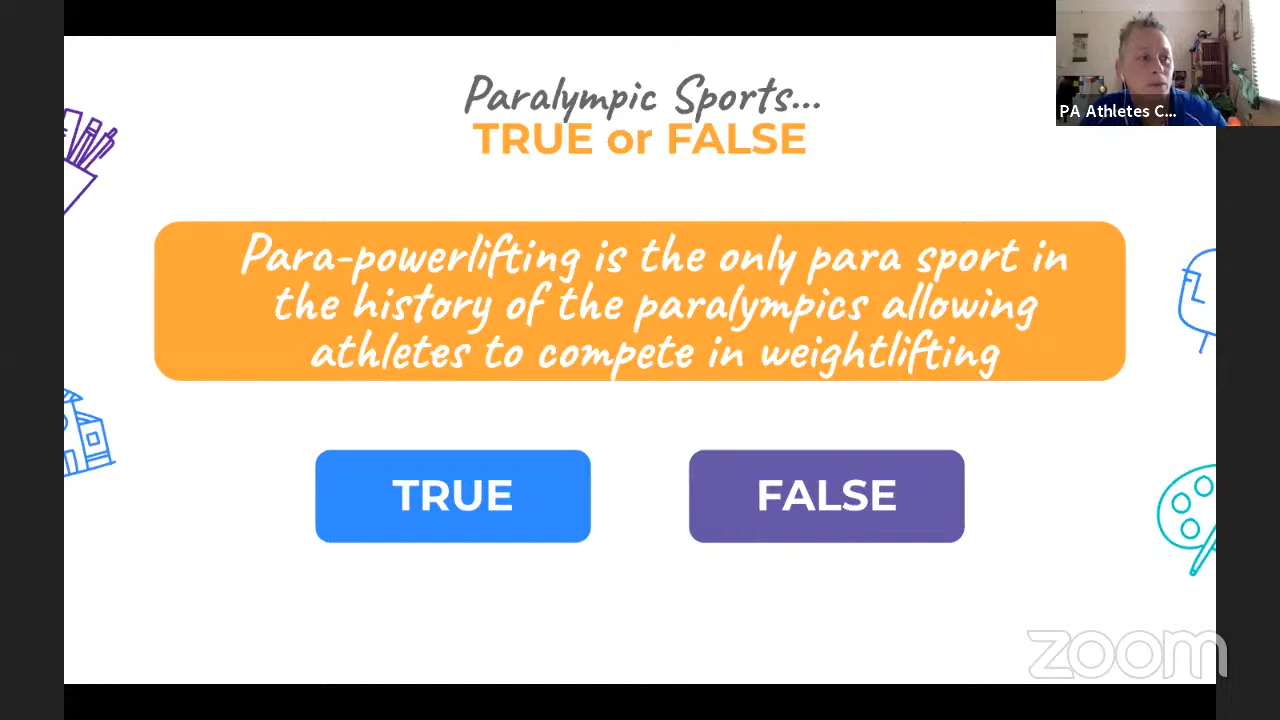 Paralympic Sports...
TRUE or FALSE
PA Athletes C...
Para-powerlifting is the only para sport in
the history of the paralympics allowing
athletes to compete in weightlifting
TRUE
FALSE
zoom